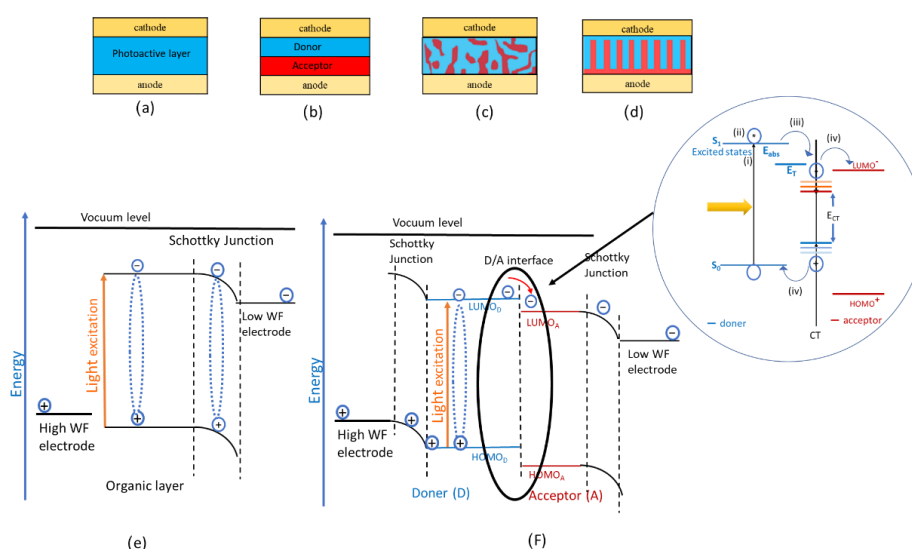 cathode
Photoactive layer
anode
(a)
cathode
Donor
Acceptor
anode
(b)
cathode
anode
(c)
cathode
anode
(d)
S1
(ii)
(iii)
(iv)
Excited states
Eabs
(i)
ET
LUMO-
ECT
S0
(iv)
HOMO+
doner
acceptor
CT
Energy
Vacuum level
Schottky Junction
Light excitation
Low WF
electrode
High WF
electrode
Organic layer
(e)
Energy
Vacuum level
Schottky
Junction
D/A interface
Schottky
Junction
LUMOD
LUMOA
Light excitation
Low WF
electrode
High WF
electrode
HOMOD
HOMOA
Doner (D)
Acceptor (A)
(F)